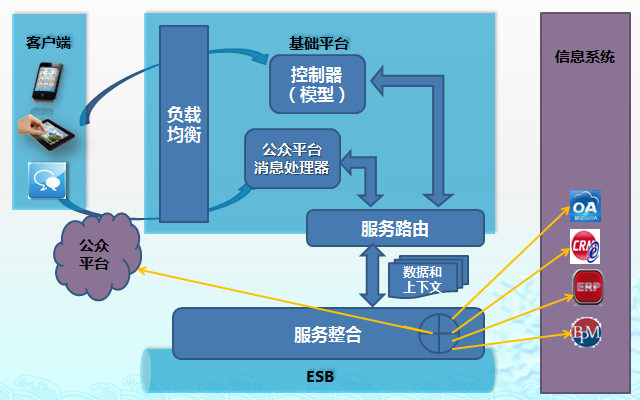 客户端
基础平台
信息系统
控制器
（模型）
负载
均衡
公众平台
消息处理器
服务路由
公众
平台
数据和
上下文
服务整合
ESB
OA
CRM
e
ERP
BPM